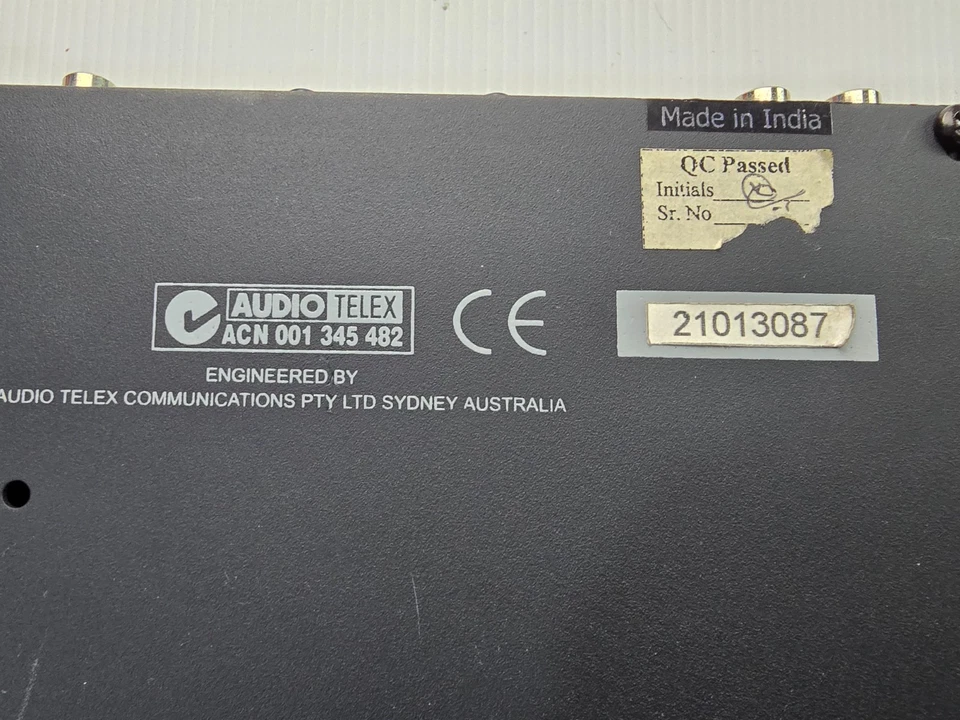 Made in India
QC Passed
Initials
Sr. No
AUDIO TELEX
ACN 001 345 482
CE
21013087
ENGINEERED BY
AUDIO TELEX COMMUNICATIONS PTY LTD SYDNEY AUSTRALIA